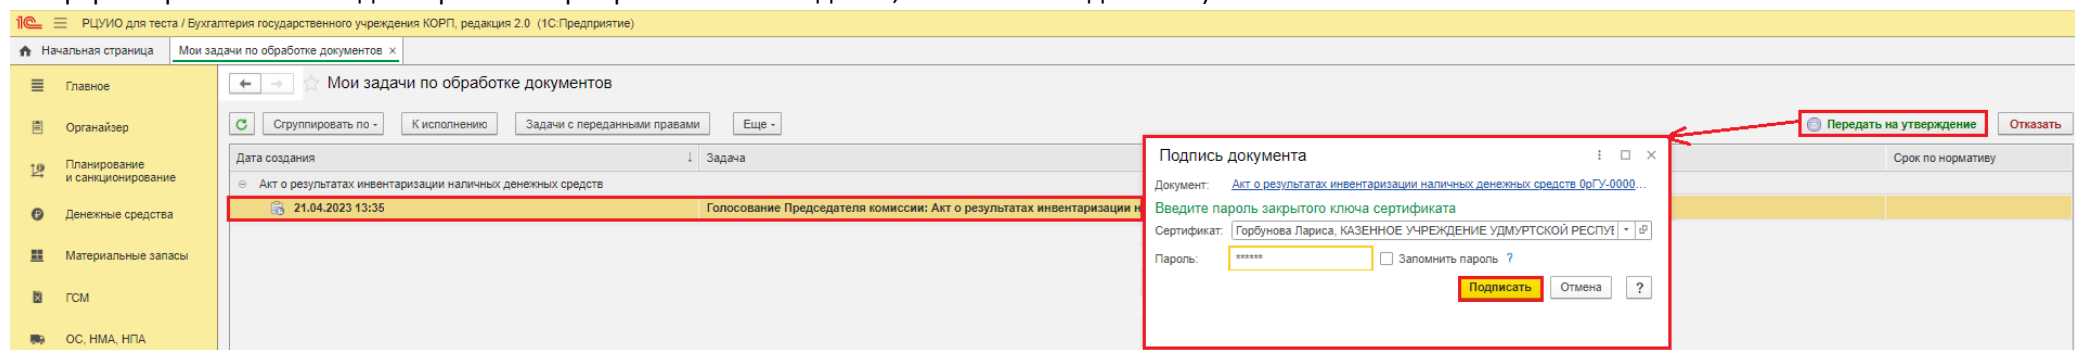 РЦУИО для теста / Бухгалтерия государственного учреждения КОРП, редакция 2.0 (1С:Предприятие)
Начальная страница Мои задачи по обработке документов ×
Главное
Органайзер
Планирование
и санкционирование
Денежные средства
Материальные запасы
ГСМ
ОС, НМА, НПА
Мои задачи по обработке документов
Сгруппировать по К исполнению Задачи с переданными правами Еще
Передать на утверждение Отказать
Дата создания ↓ Задача Срок по нормативу
Акт о результатах инвентаризации наличных денежных средств
21.04.2023 13:35 Голосование Председателя комиссии: Акт о результатах инвентаризации н
Подпись документа
Документ: Акт о результатах инвентаризации наличных денежных средств 0рГУ-0000...
Введите пароль закрытого ключа сертификата
Сертификат: Горбунова Лариса, КАЗЕННОЕ УЧРЕЖДЕНИЕ УДМУРТСКОЙ РЕСПУБ
Пароль: ****** Запомнить пароль ?
Подписать Отмена ?